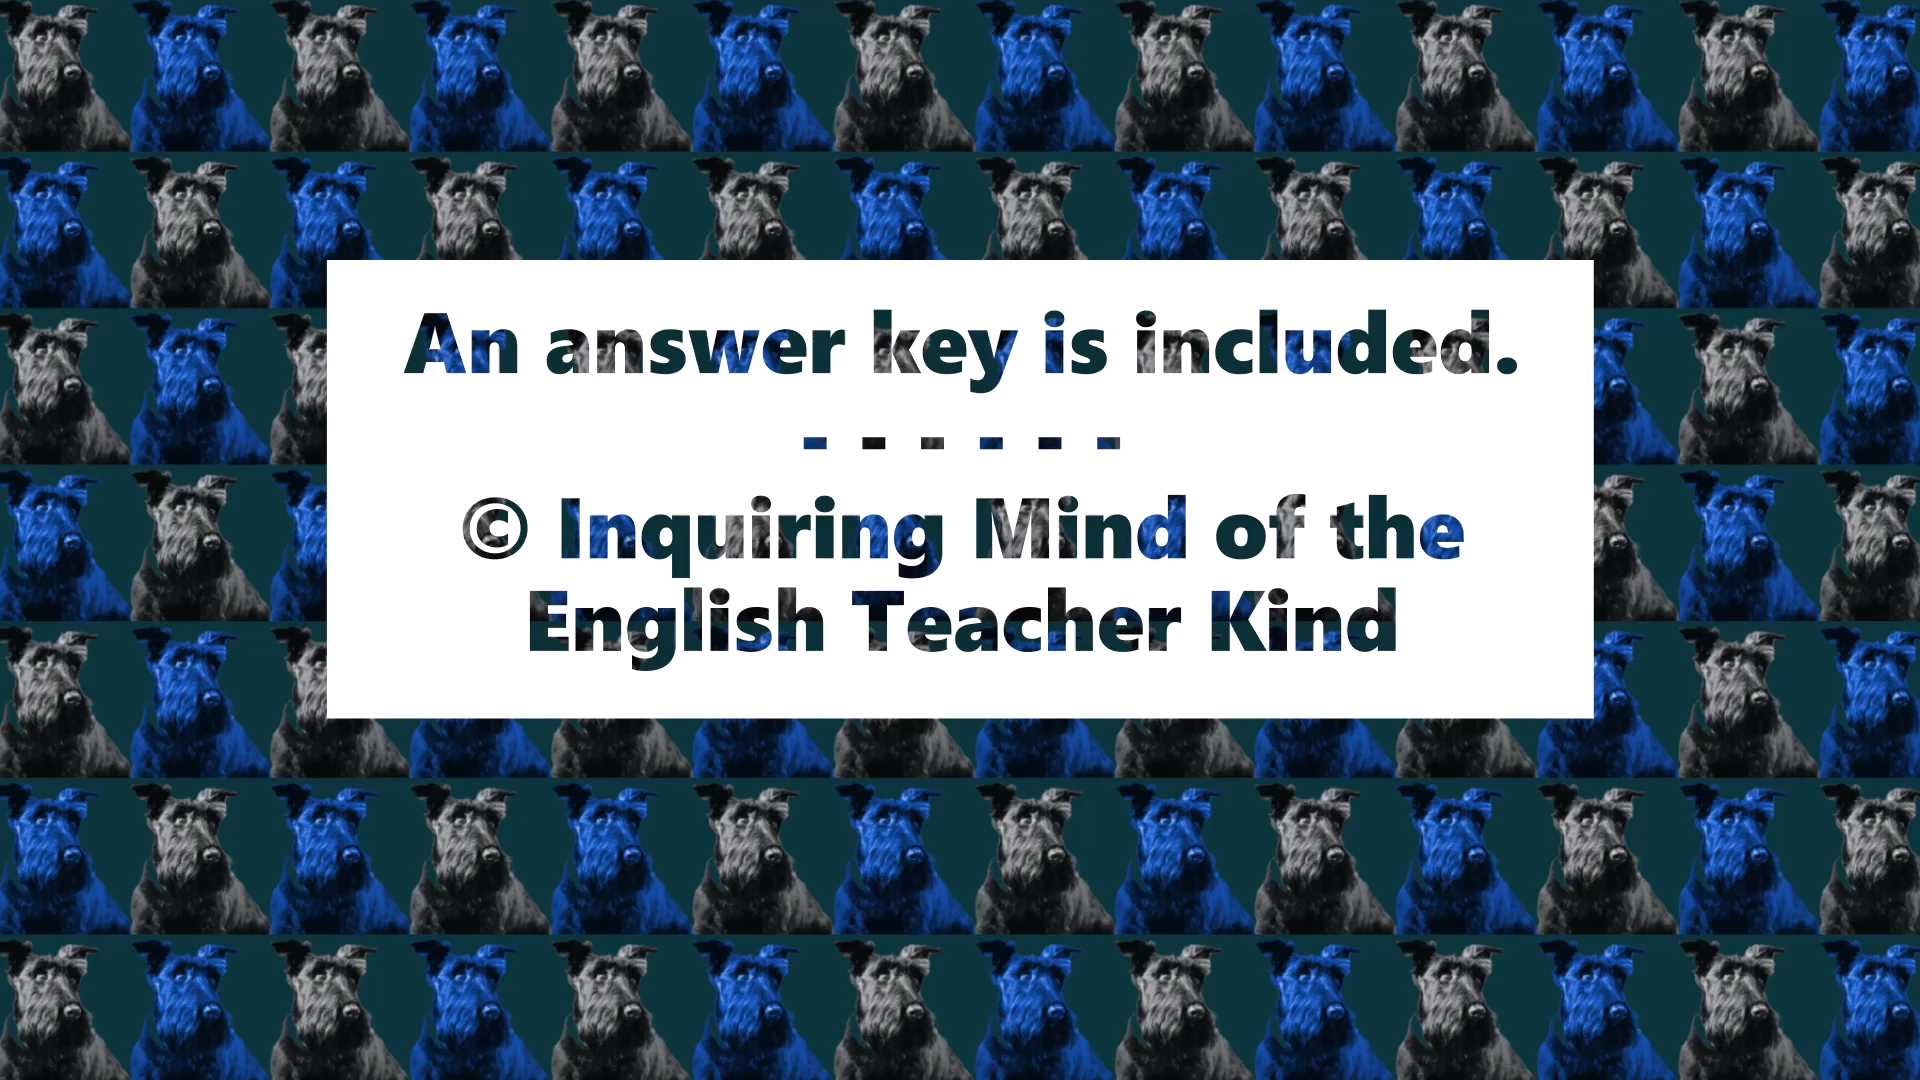 An answer key is included.
- - - - - -
© Inquiring Mind of the
English Teacher Kind